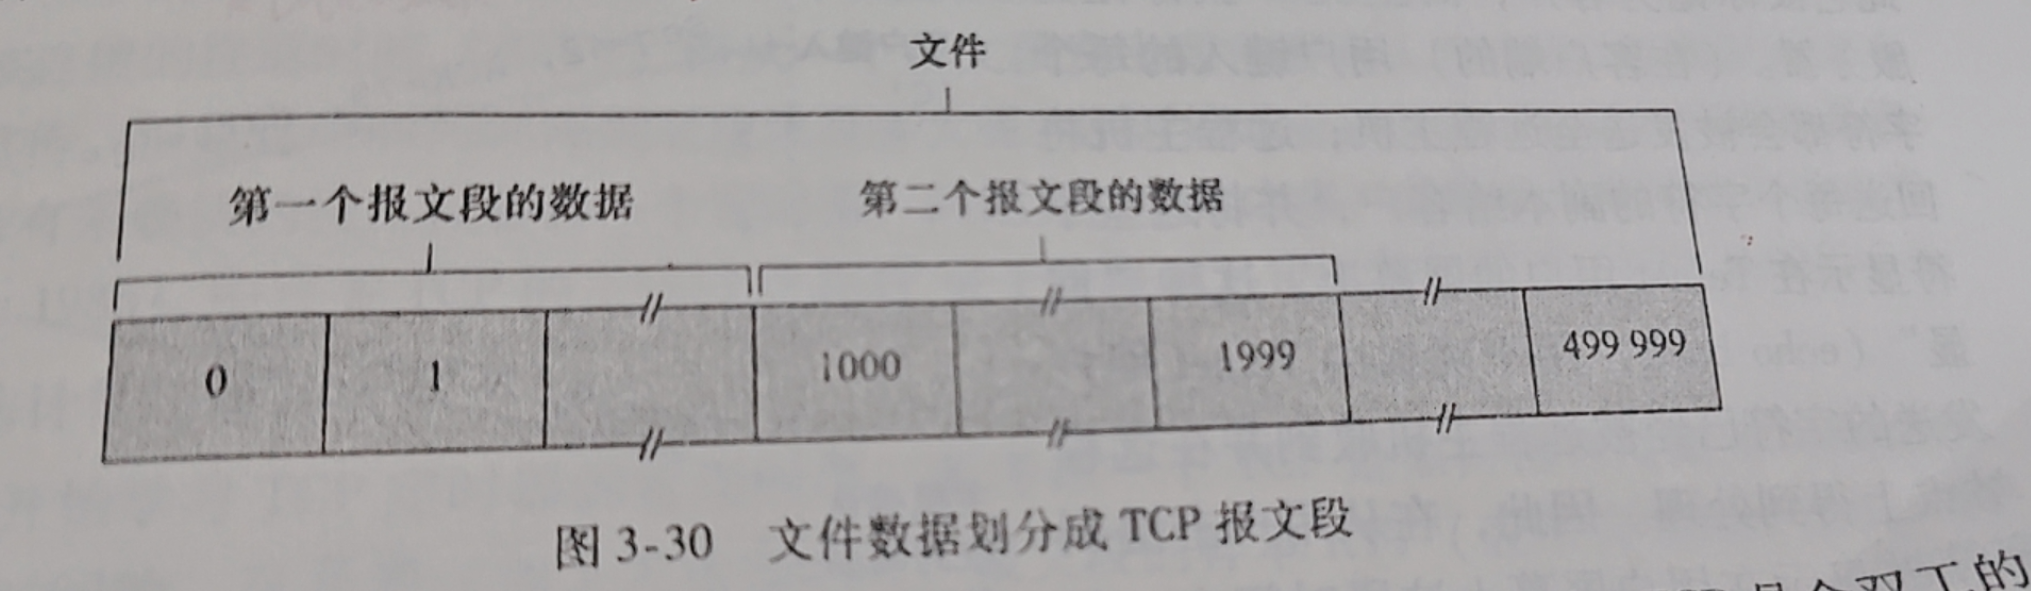 文件
第一个报文段的数据 第二个报文段的数据
0 1 1000 1999 499 999
图 3-30 文件数据划分成 TCP 报文段
双工的